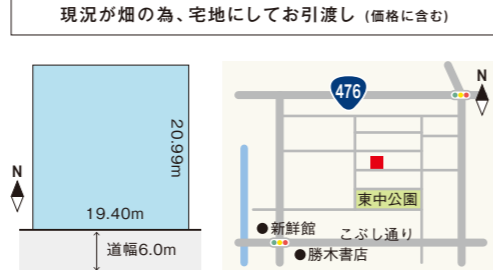 現況が畑の為、宅地にしてお引渡し (価格に含む)
20.99m
N
19.40m
道幅6.0m
N
476
東中公園
●新鮮館
こぶし通り
●勝木書店